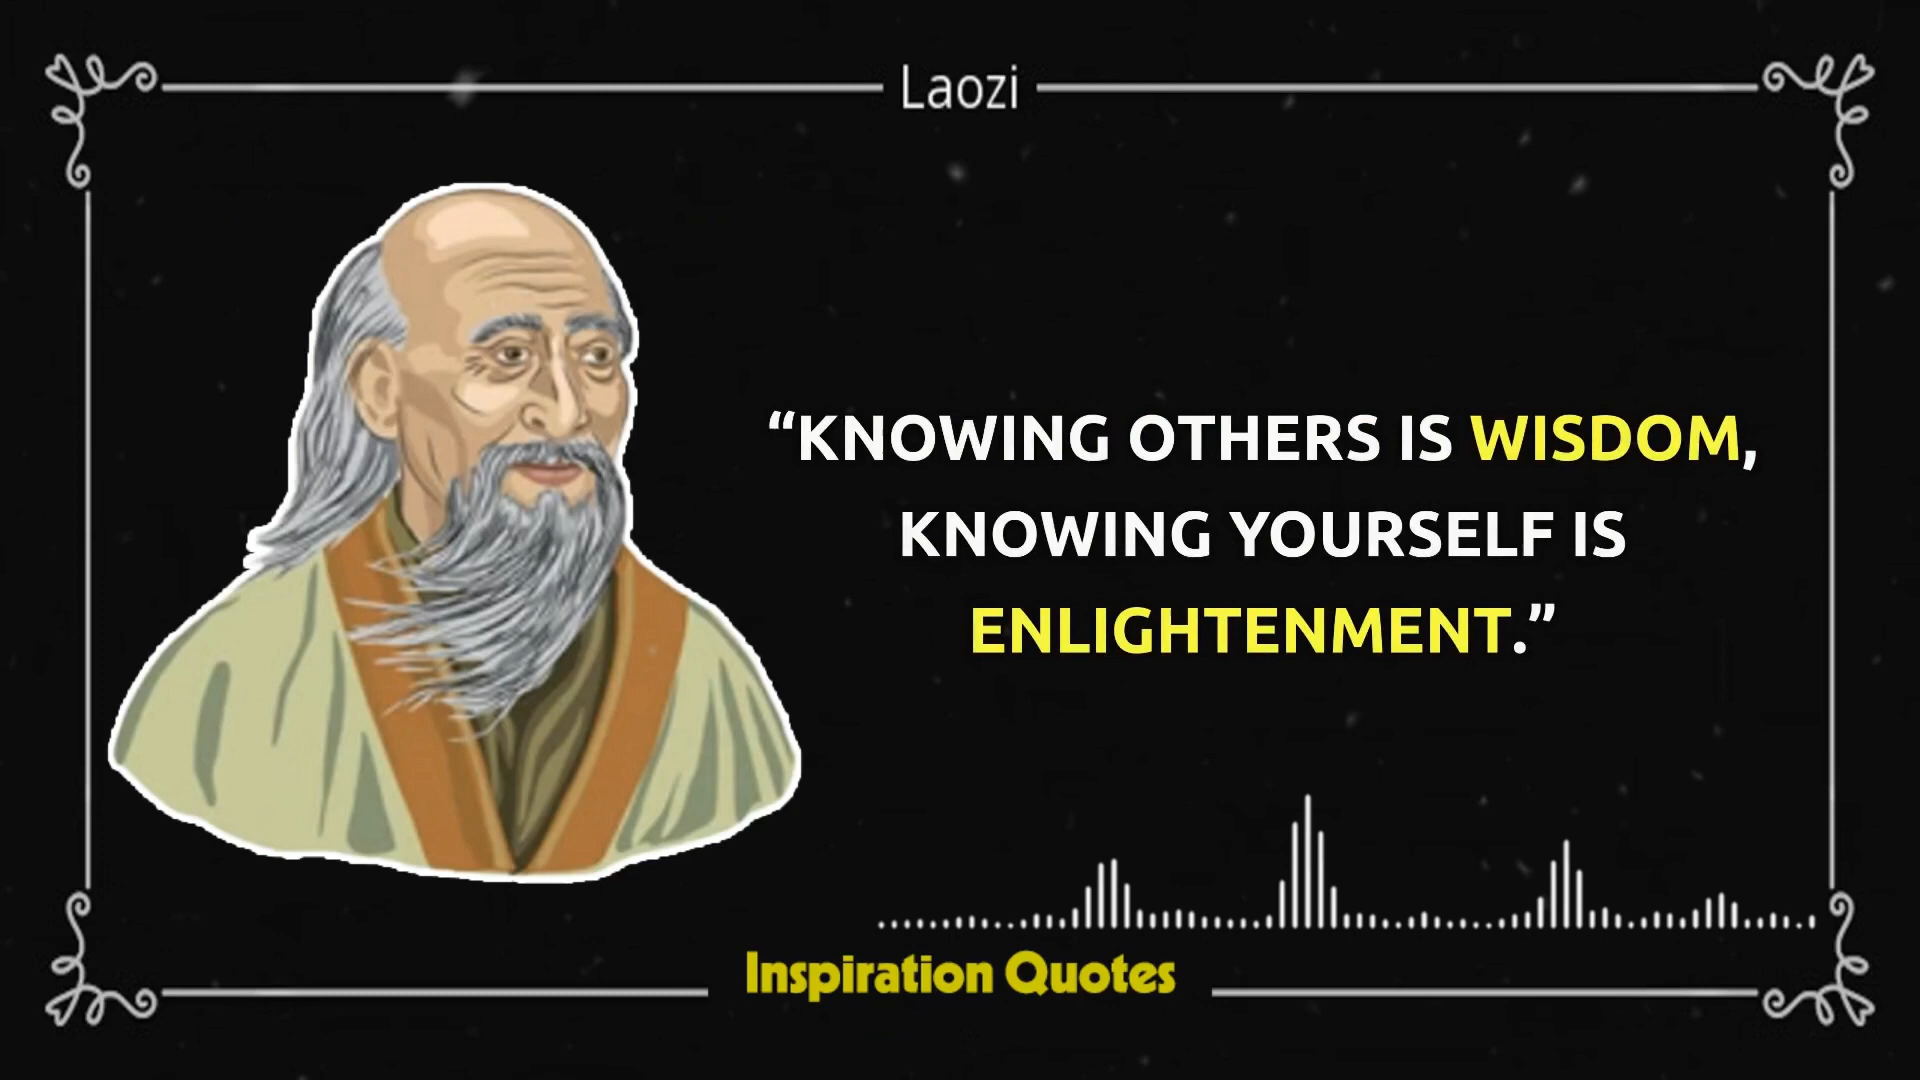 Laozi
“KNOWING OTHERS IS WISDOM,
KNOWING YOURSELF IS
ENLIGHTENMENT.”
Inspiration Quotes